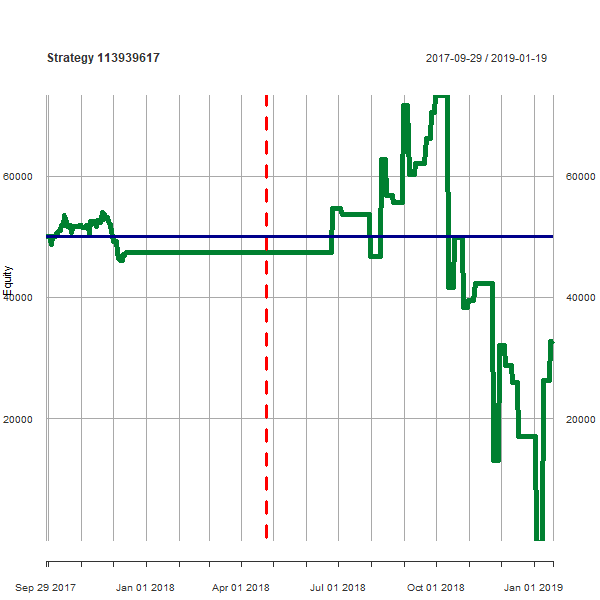 Strategy 113939617
2017-09-29 / 2019-01-19
60000 60000
Equity
40000 40000
20000 20000
Sep 29 2017 Jan 01 2018 Apr 01 2018 Jul 01 2018 Oct 01 2018 Jan 01 2019